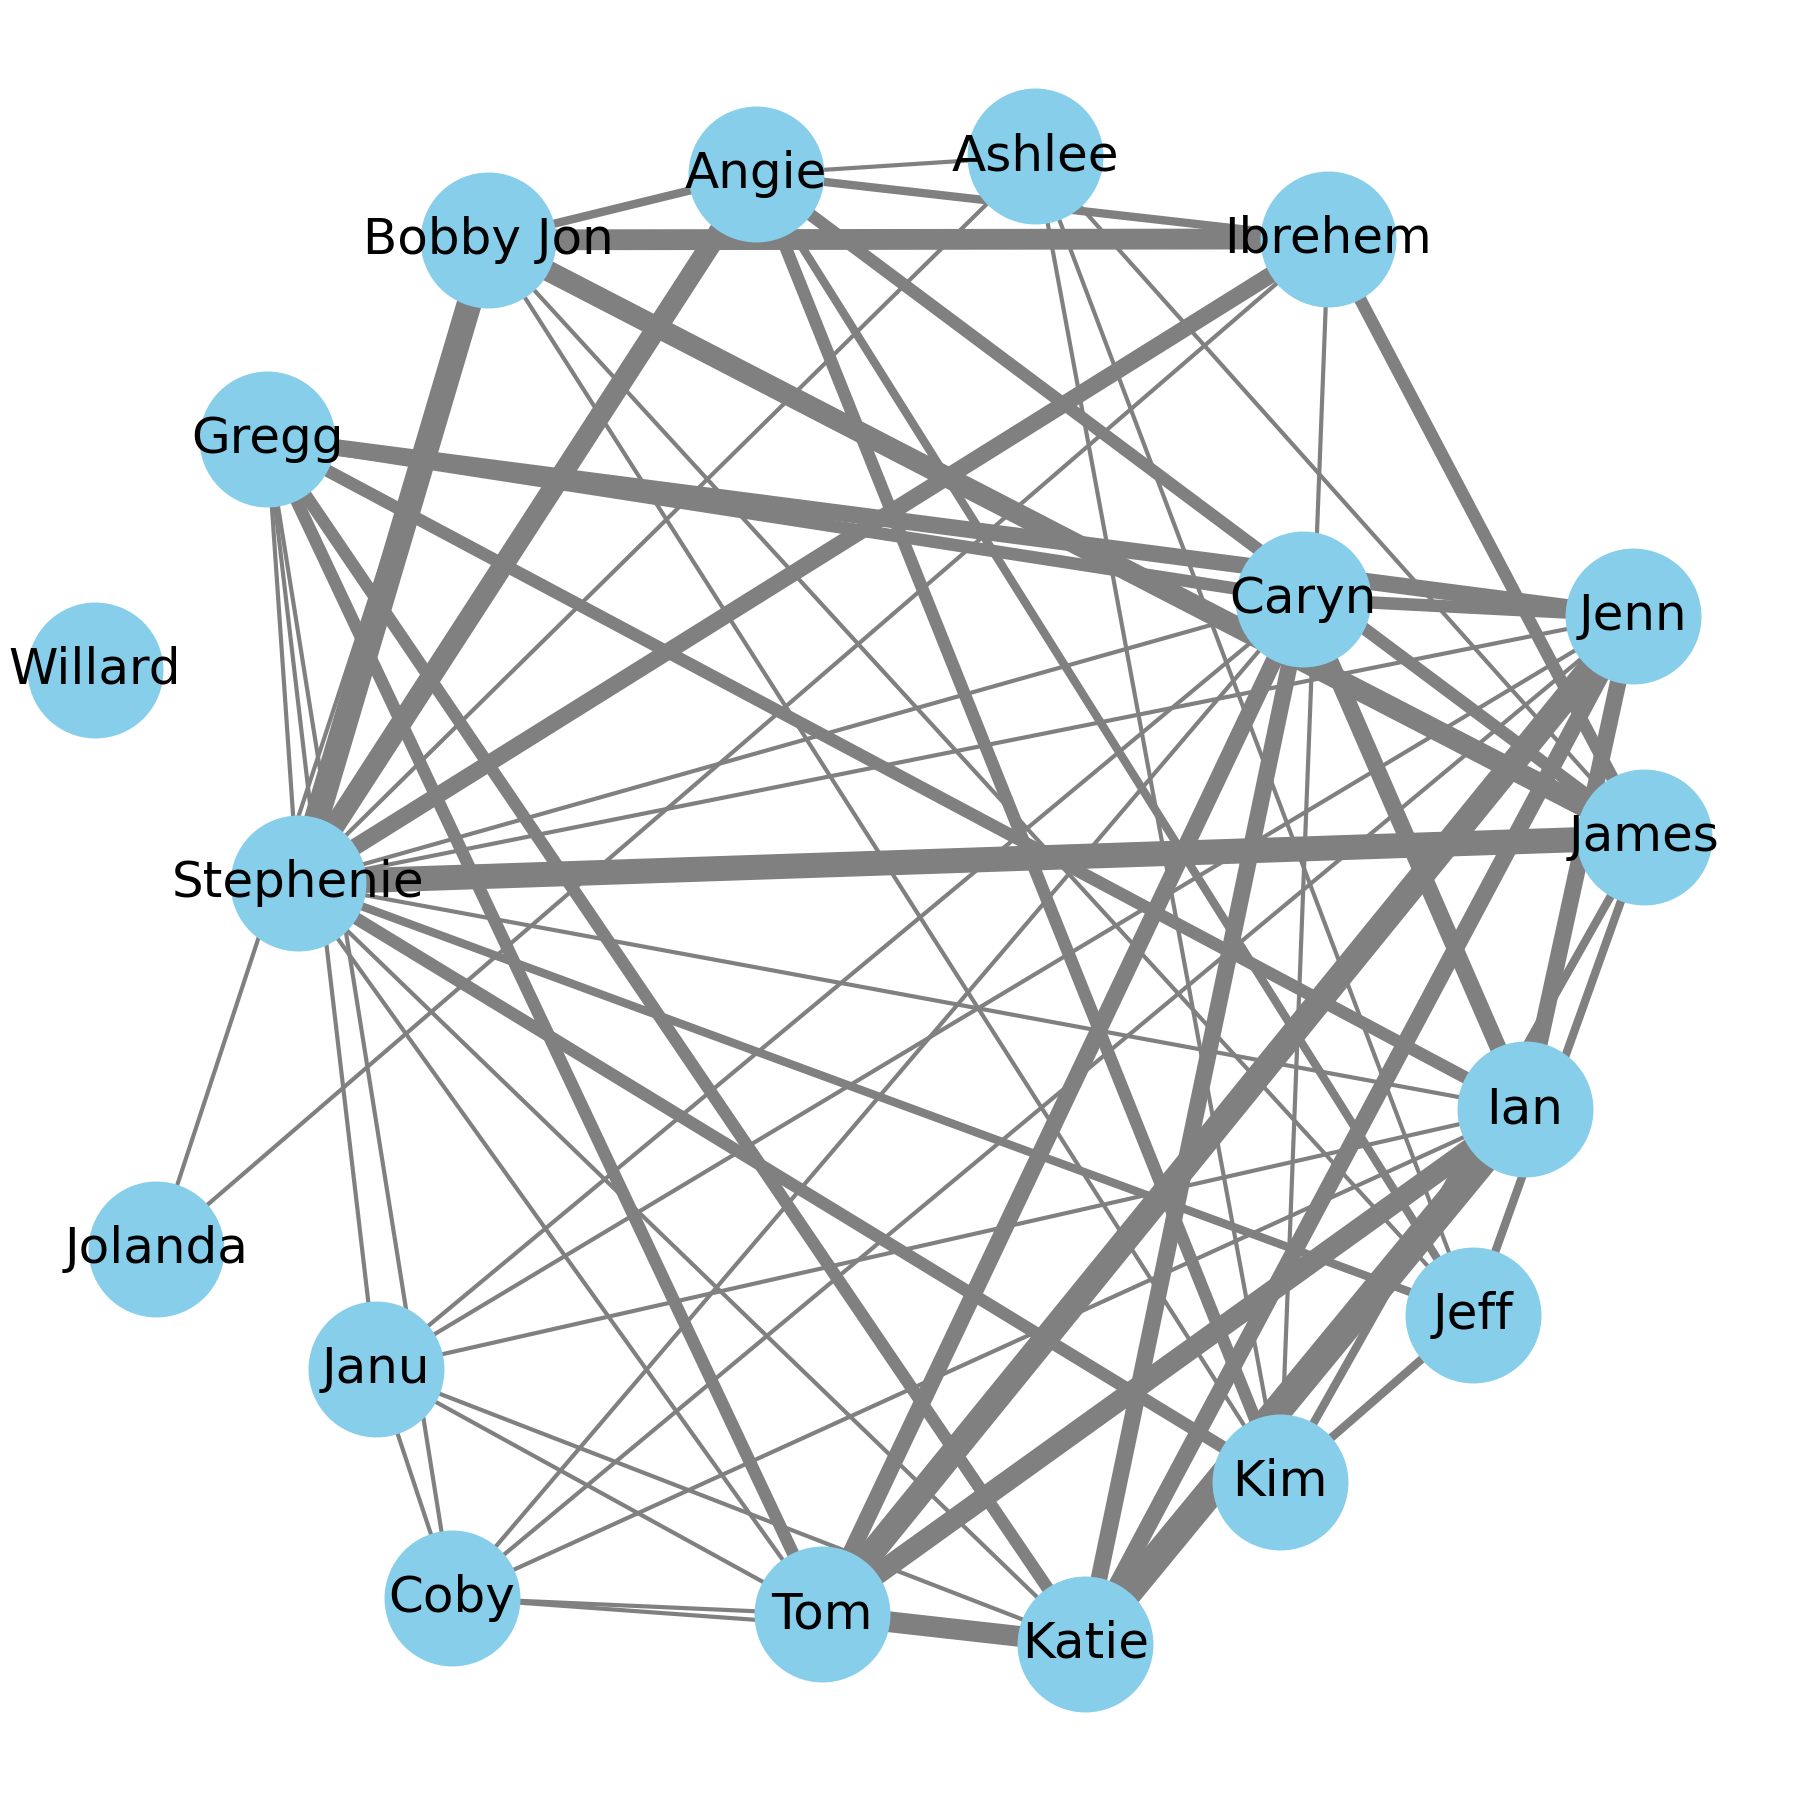 Ashlee
Angie
Bobby Jon
Ibrehem
Gregg
Caryn
Jenn
Willard
James
Stephenie
Ian
Jolanda
Jeff
Janu
Kim
Coby
Tom
Katie